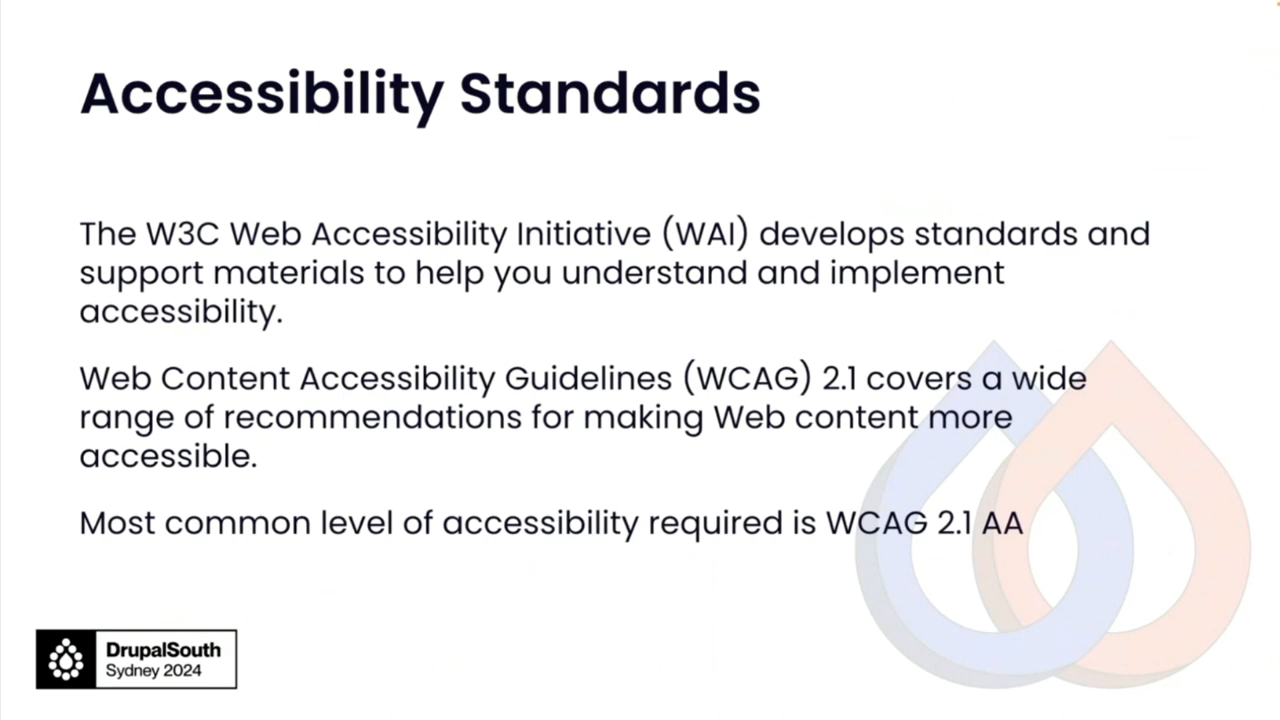 Accessibility Standards
The W3C Web Accessibility Initiative (WAI) develops standards and
support materials to help you understand and implement
accessibility.
Web Content Accessibility Guidelines (WCAG) 2.1 covers a wide
range of recommendations for making Web content more
accessible.
Most common level of accessibility required is WCAG 2.1 AA
DrupalSouth
Sydney 2024